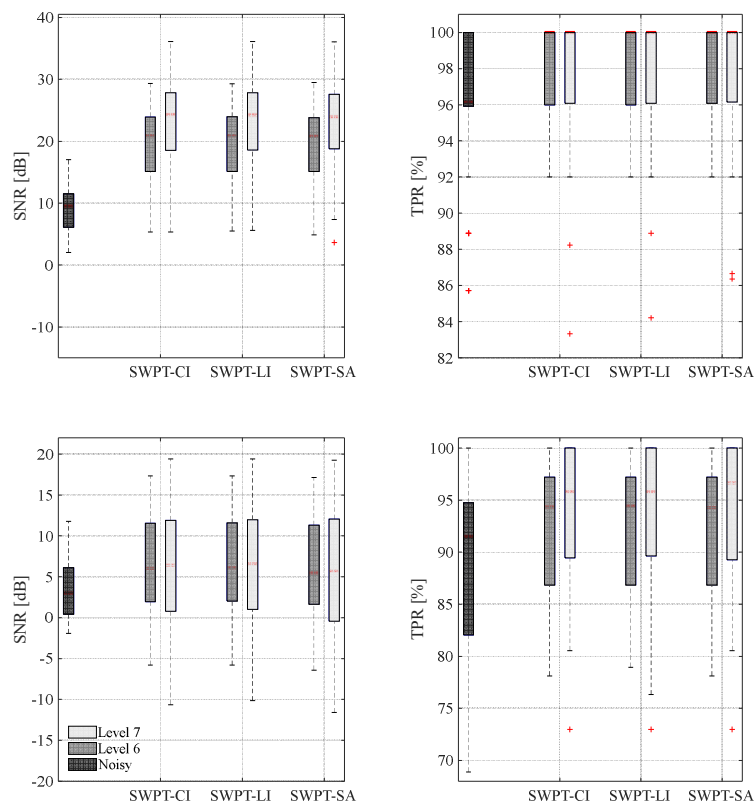 40
30
20
10
0
-10
SNR [dB]
SWPT-CI SWPT-LI SWPT-SA
100
98
96
94
92
90
88
86
84
82
TPR [%]
SWPT-CI SWPT-LI SWPT-SA
20
15
10
5
0
-5
-10
-15
-20
SNR [dB]
Level 7
Level 6
Noisy
SWPT-CI SWPT-LI SWPT-SA
100
95
90
85
80
75
70
TPR [%]
SWPT-CI SWPT-LI SWPT-SA